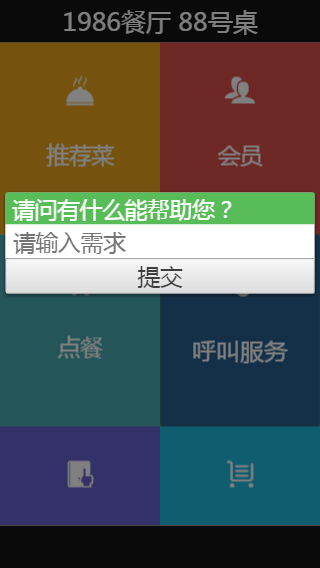 1986餐厅 88号桌
推荐菜
会员
请问有什么能帮助您？
请输入需求
提交
点餐
呼叫服务